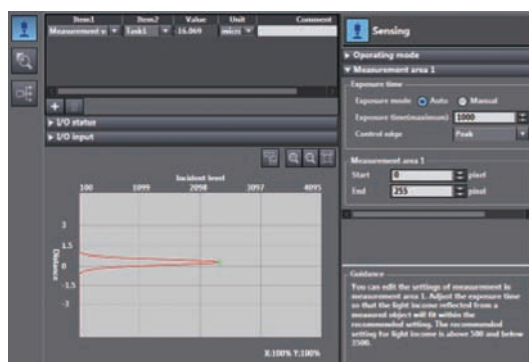 Item1 Item2 Value Unit Comment
Measurement v Task1 16.069 micr
I/O status
I/O input
Incident level
100 1099 2098 3097 4095
Distance
3
1.5
0
-1.5
-3
X:100% Y:100%
Sensing
Operating mode
Measurement area 1
Exposure time
Exposure mode Auto Manual
Exposure time(maximum) 1000
Control edge Peak
Measurement area 1
Start 0 pixel
End 255 pixel
Guidance
You can edit the settings of measurement in
measurement area 1. Adjust the exposure time
so that the light income reflected from a
measured object will fit within the
recommended setting. The recommended
setting for light income is above 500 and below
3500.